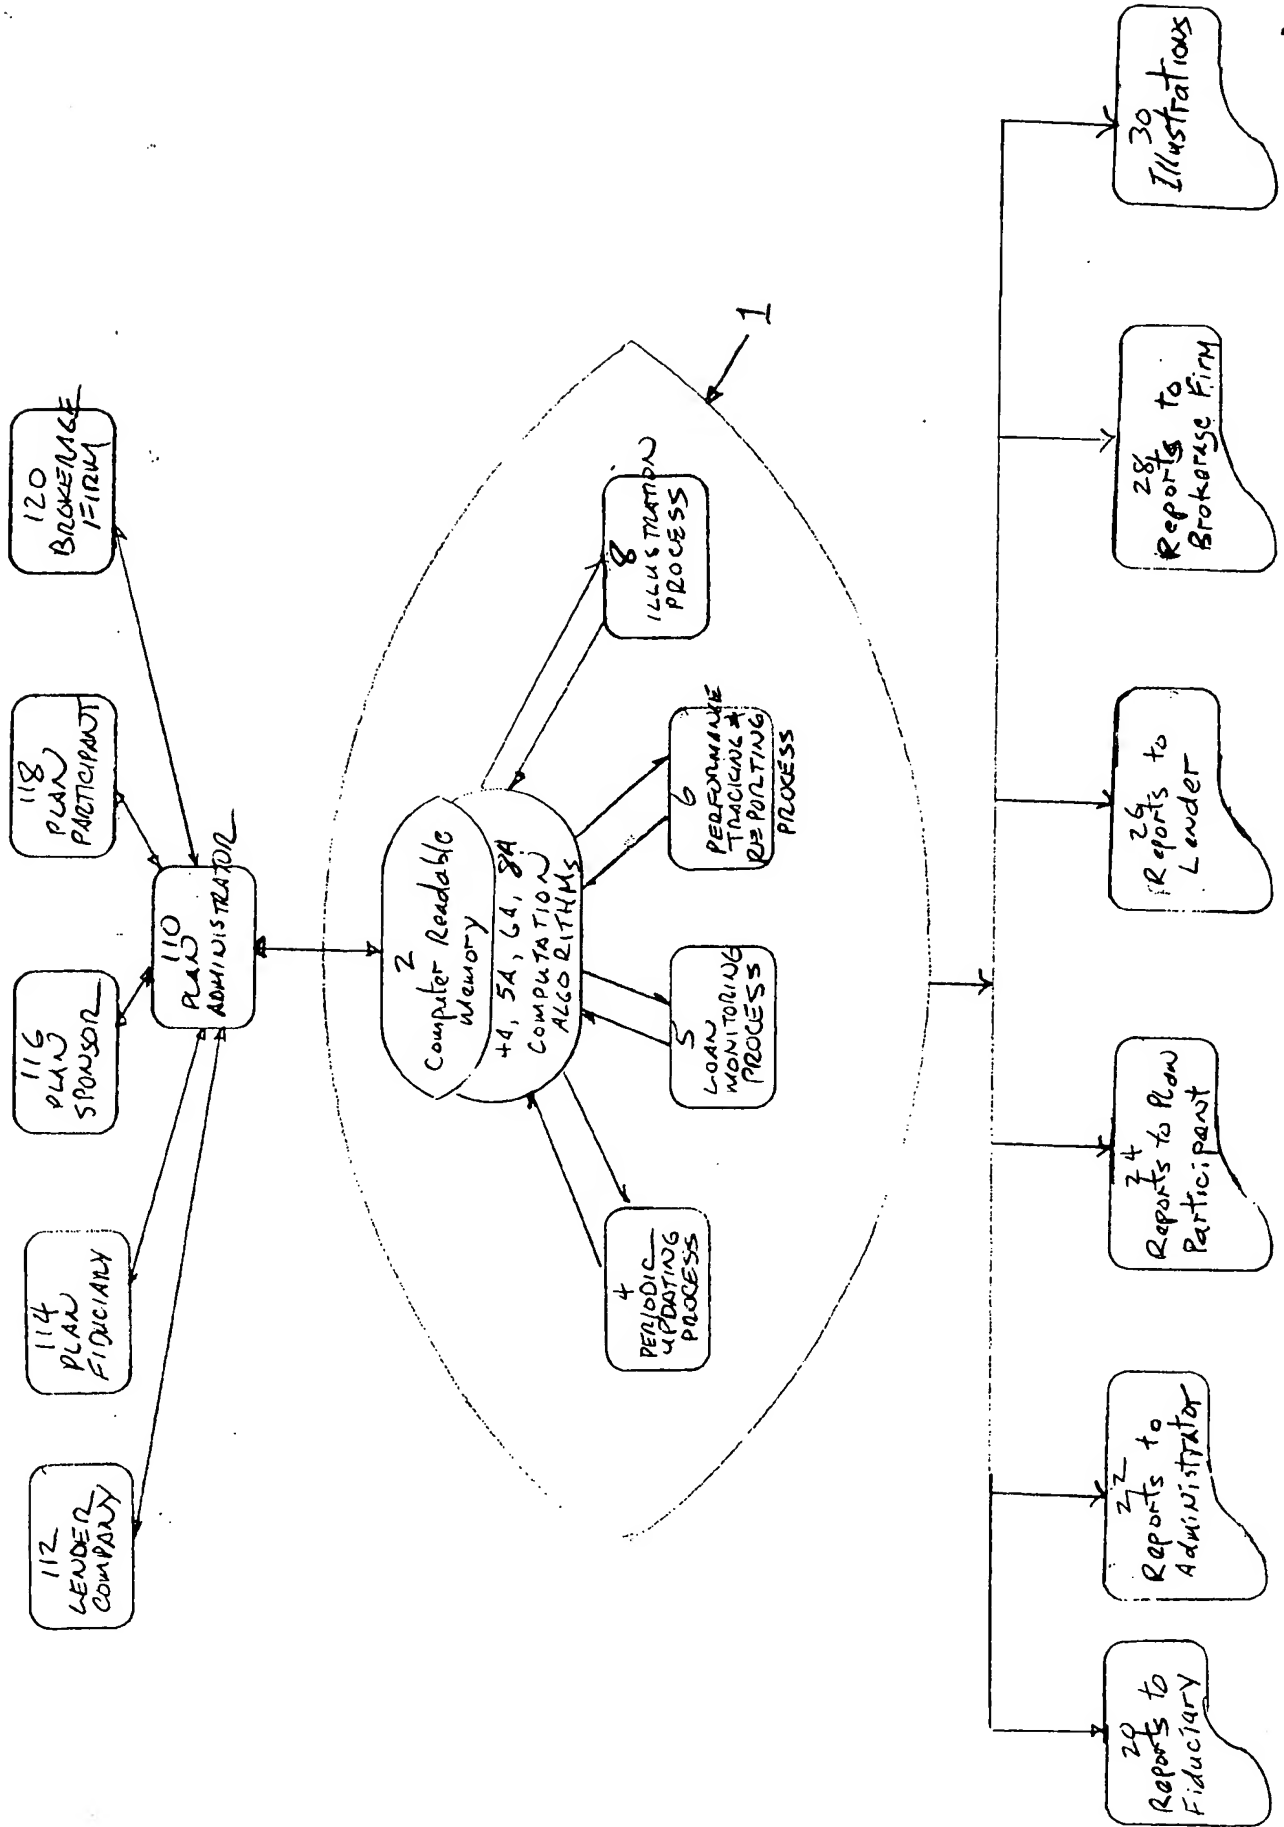 112
LENDER
COMPANY
114
PLAN
FIDUCIARY
116
PLAN
SPONSOR
118
PLAN
PARTICIPANT
120
BROKERAGE
FIRM
110
PLAN
ADMINISTRATOR
2
Computer Readable
Memory
4A, 5A, 6A, 8A
COMPUTATION
ALGORITHMS
4
PERIODIC
UPDATING
PROCESS
5
LOAN
MONITORING
PROCESS
6
PERFORMANCE
TRACKING &
REPORTING
PROCESS
8
ILLUSTRATION
PROCESS
1
20
Reports to
Fiduciary
22
Reports to
Administrator
24
Reports to Plan
Participant
26
Reports to
Lender
28
Reports to
Brokerage Firm
30
Illustrations